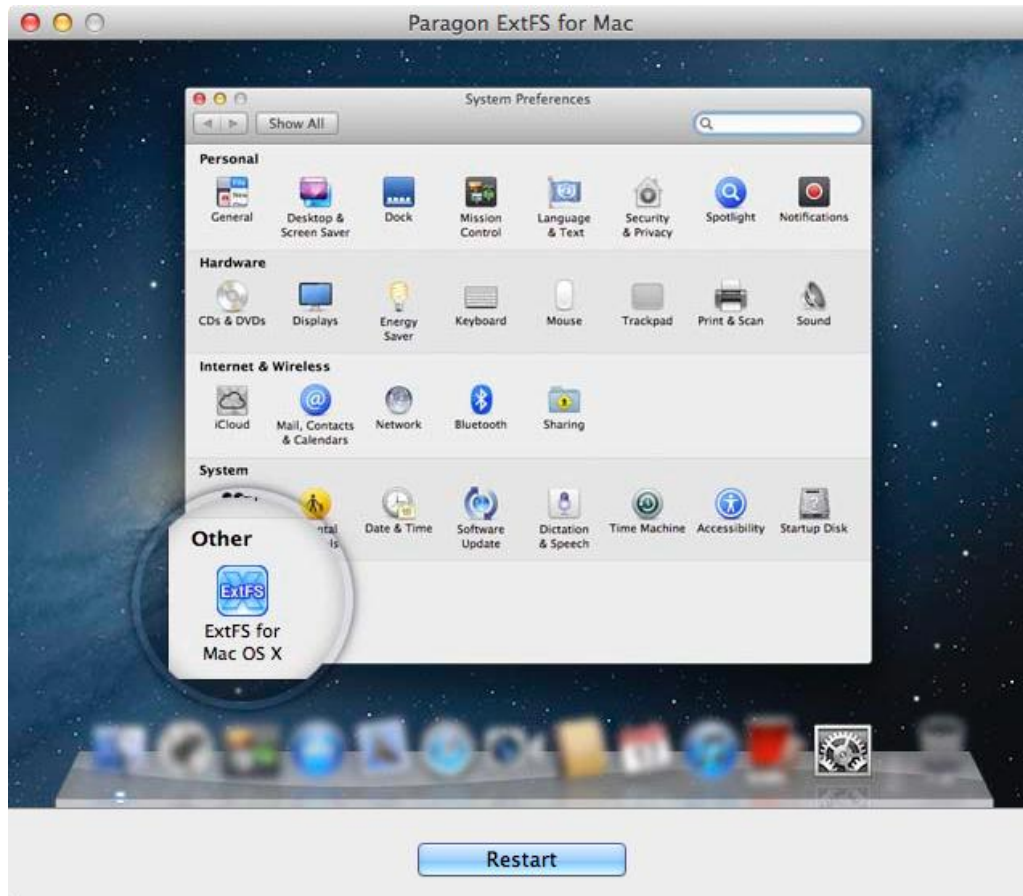 Paragon ExtFS for Mac
System Preferences
Show All
Personal
General
Desktop &
Screen Saver
Dock
Mission
Control
Language
& Text
Security
& Privacy
Spotlight
Notifications
Hardware
CDs & DVDs
Displays
Energy
Saver
Keyboard
Mouse
Trackpad
Print & Scan
Sound
Internet & Wireless
iCloud
Mail, Contacts
& Calendars
Network
Bluetooth
Sharing
System
Date & Time
Software
Update
Dictation
& Speech
Time Machine
Accessibility
Startup Disk
Other
ExtFS
ExtFS for
Mac OS X
Restart